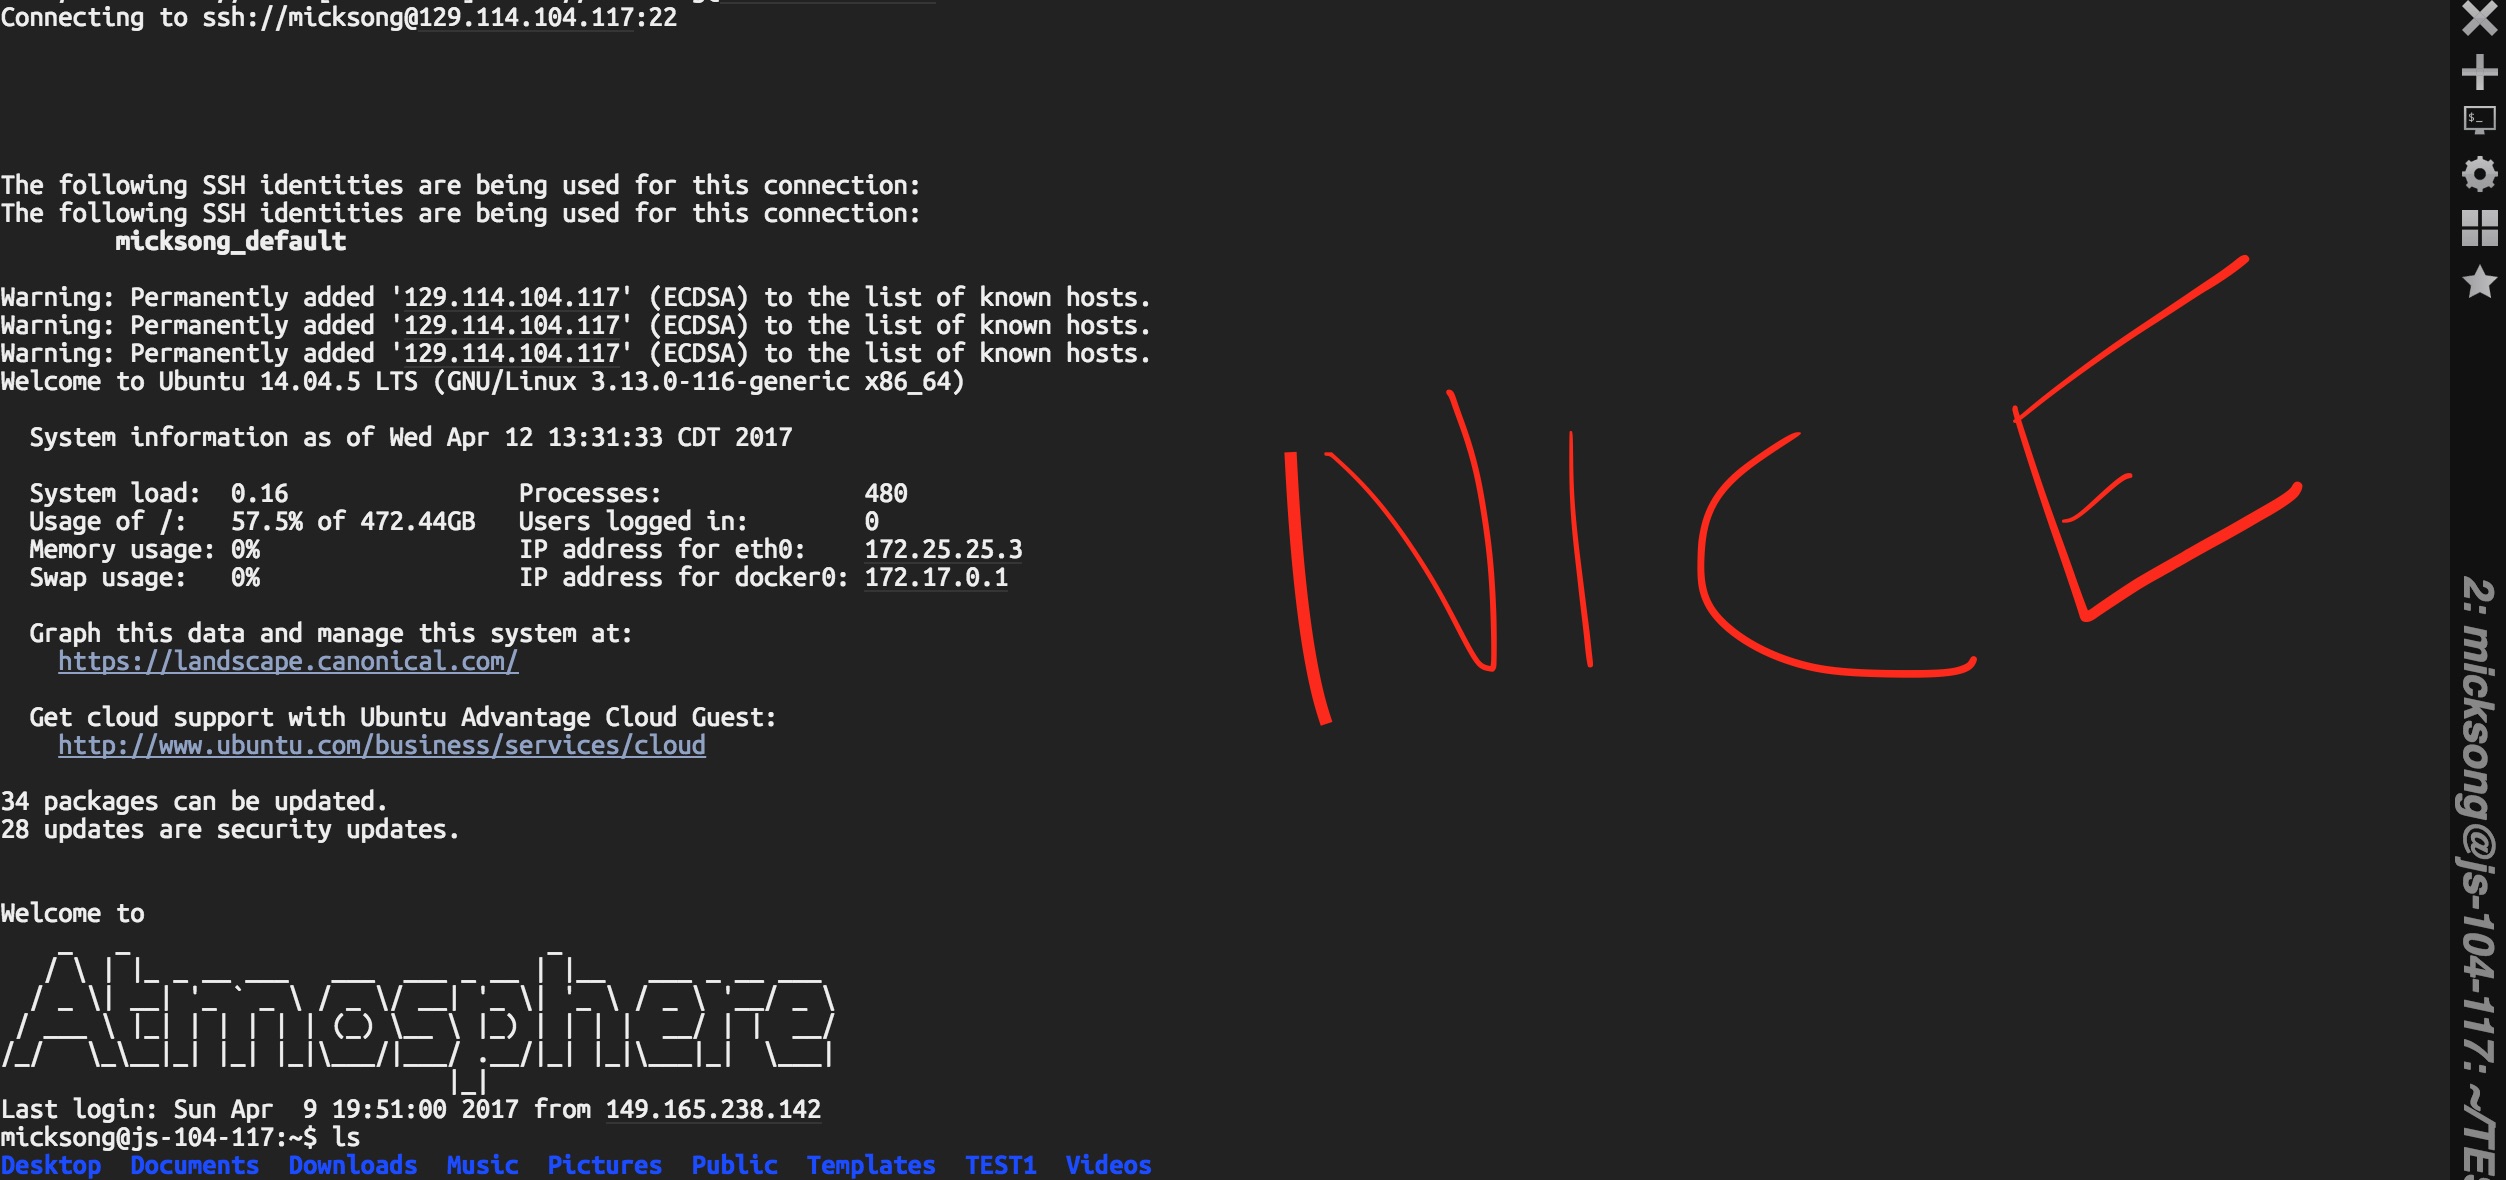 Connecting to ssh://micksong@129.114.104.117:22
The following SSH identities are being used for this connection:
The following SSH identities are being used for this connection:
micksong_default
Warning: Permanently added '129.114.104.117' (ECDSA) to the list of known hosts.
Warning: Permanently added '129.114.104.117' (ECDSA) to the list of known hosts.
Warning: Permanently added '129.114.104.117' (ECDSA) to the list of known hosts.
Welcome to Ubuntu 14.04.5 LTS (GNU/Linux 3.13.0-116-generic x86_64)
System information as of Wed Apr 12 13:31:33 CDT 2017
System load: 0.16 Processes: 480
Usage of /: 57.5% of 472.44GB Users logged in: 0
Memory usage: 0% IP address for eth0: 172.25.25.3
Swap usage: 0% IP address for docker0: 172.17.0.1
Graph this data and manage this system at:
https://landscape.canonical.com/
Get cloud support with Ubuntu Advantage Cloud Guest:
http://www.ubuntu.com/business/services/cloud
34 packages can be updated.
28 updates are security updates.
Welcome to
Atmosphere
Last login: Sun Apr 9 19:51:00 2017 from 149.165.238.142
micksong@js-104-117:~$ ls
Desktop Documents Downloads Music Pictures Public Templates TEST1 Videos
NICE
$_
2: micksong@js-104-117: ~/TES